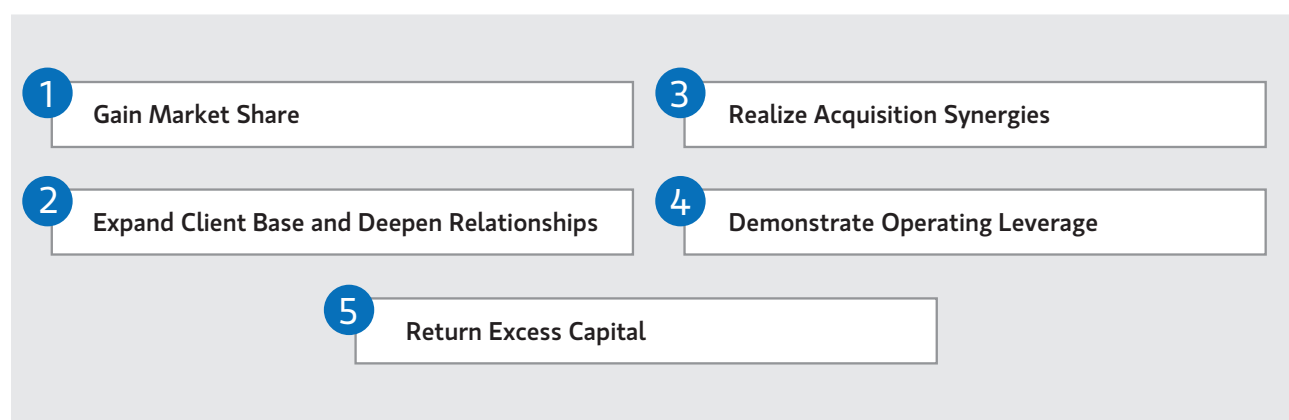 1
Gain Market Share
2
Expand Client Base and Deepen Relationships
3
Realize Acquisition Synergies
4
Demonstrate Operating Leverage
5
Return Excess Capital